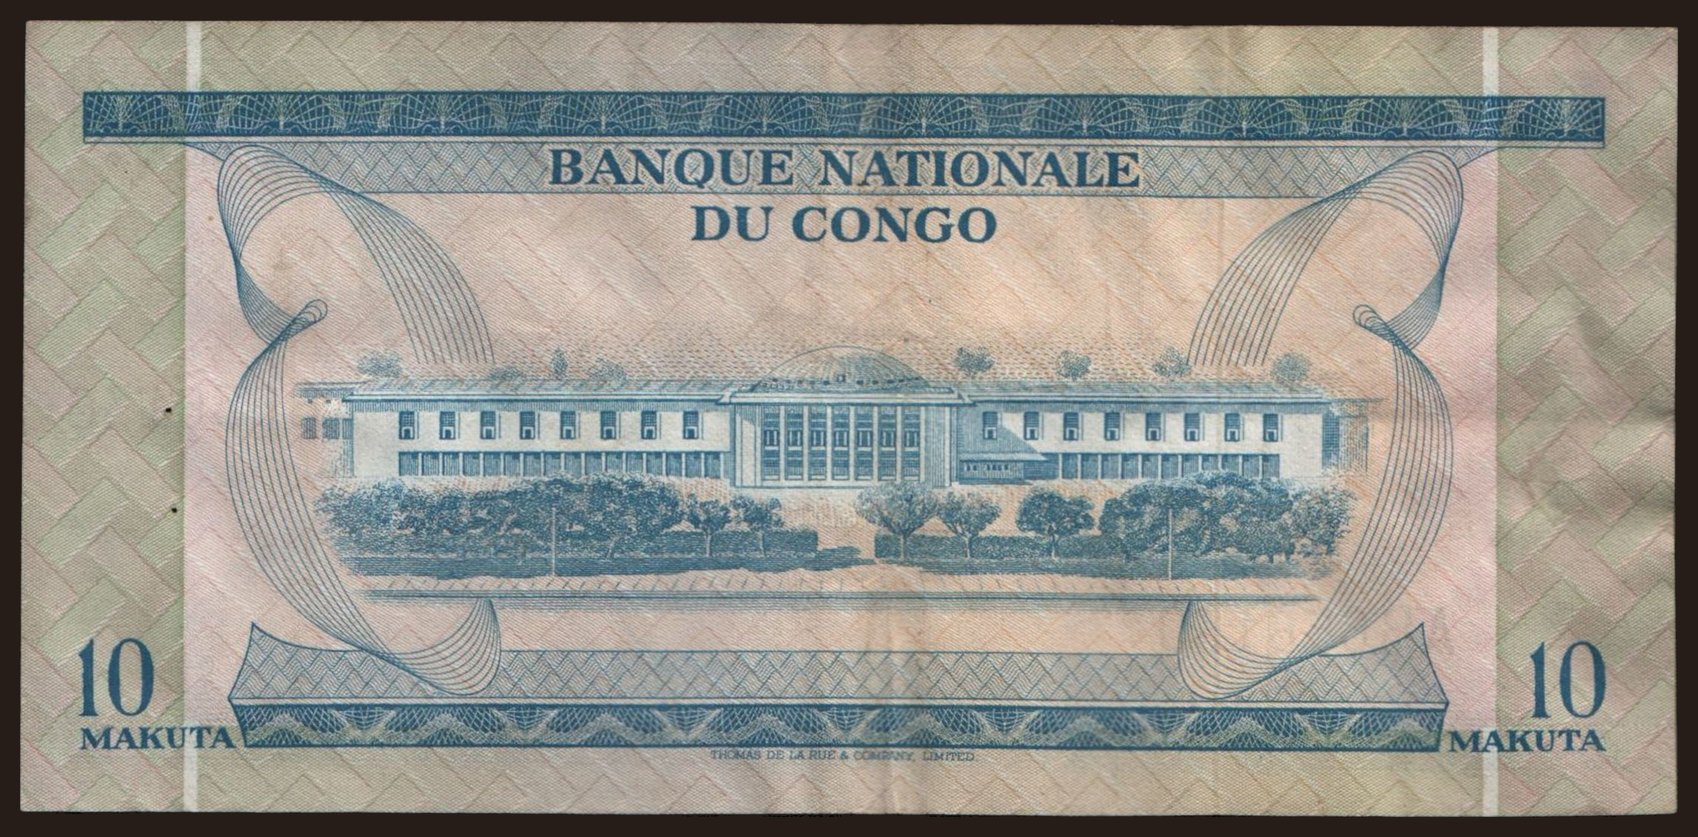 BANQUE NATIONALE
DU CONGO
10
MAKUTA
10
MAKUTA
THOMAS DE LA RUE & COMPANY, LIMITED.